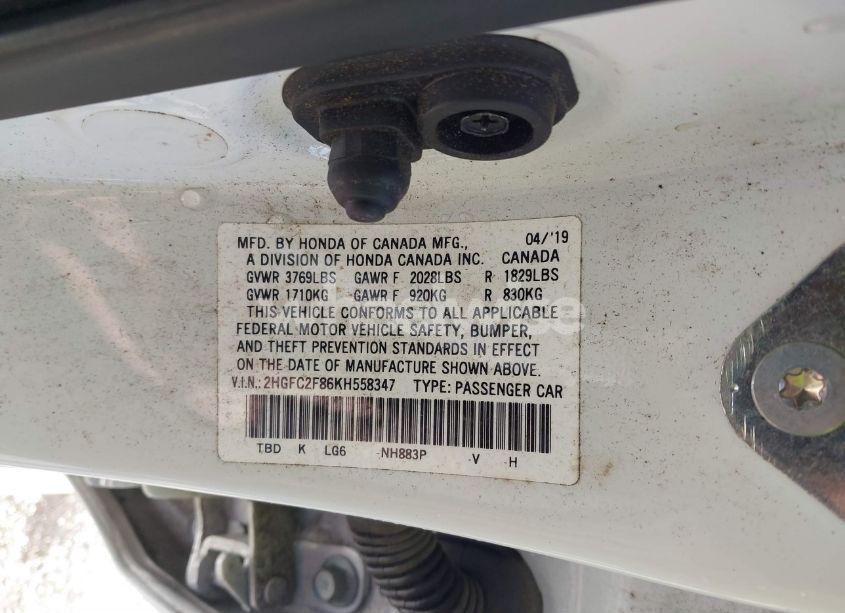 MFD. BY HONDA OF CANADA MFG., 04/'19
A DIVISION OF HONDA CANADA INC. CANADA
GVWR 3769LBS GAWR F 2028LBS R 1829LBS
GVWR 1710KG GAWR F 920KG R 830KG
THIS VEHICLE CONFORMS TO ALL APPLICABLE
FEDERAL MOTOR VEHICLE SAFETY, BUMPER,
AND THEFT PREVENTION STANDARDS IN EFFECT
ON THE DATE OF MANUFACTURE SHOWN ABOVE.
V.I.N.: 2HGFC2F86KH558347 TYPE: PASSENGER CAR
TBD K LG6 -NH883P -V -H